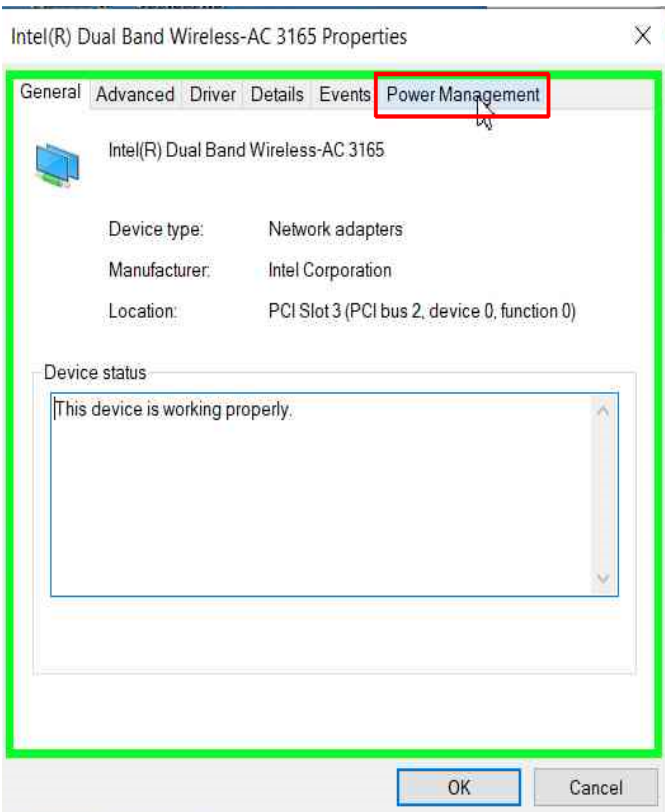 Intel(R) Dual Band Wireless-AC 3165 Properties
General Advanced Driver Details Events Power Management
Intel(R) Dual Band Wireless-AC 3165
Device type: Network adapters
Manufacturer: Intel Corporation
Location: PCI Slot 3 (PCI bus 2, device 0, function 0)
Device status
This device is working properly.
OK Cancel